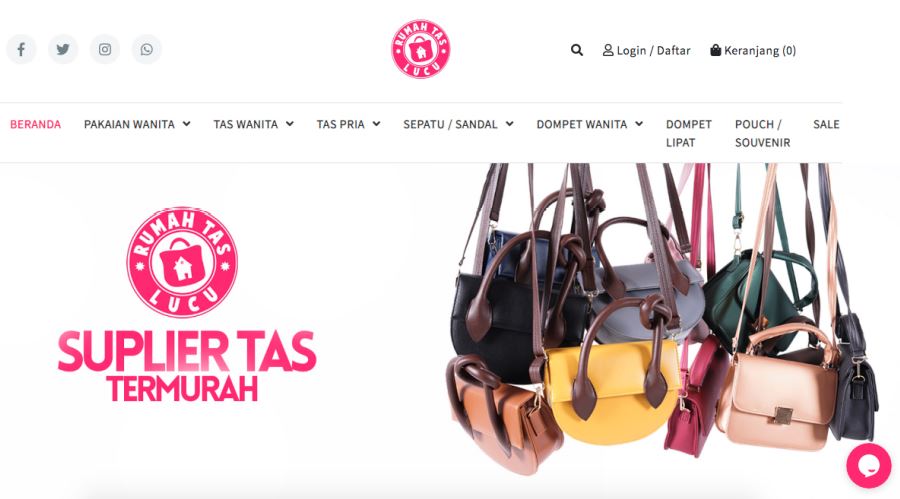 RUMAH TAS
LUCU
Login / Daftar
Keranjang (0)
BERANDA
PAKAIAN WANITA
TAS WANITA
TAS PRIA
SEPATU / SANDAL
DOMPET WANITA
DOMPET
LIPAT
POUCH /
SOUVENIR
SALE
RUMAH TAS
LUCU
SUPLIER TAS
TERMURAH